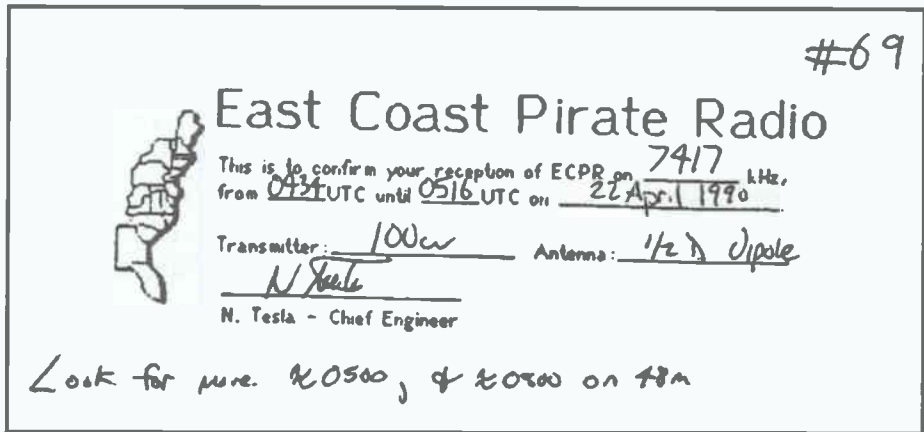 #69
East Coast Pirate Radio
This is to confirm your reception of ECPR on 7417 kHz,
from 0434 UTC until 0516 UTC on 22 April 1990
Transmitter: 100w Antenna: 1/2 λ Dipole
N Tesla
N. Tesla - Chief Engineer
Look for more. ≈0500, & ≈0800 on 48m